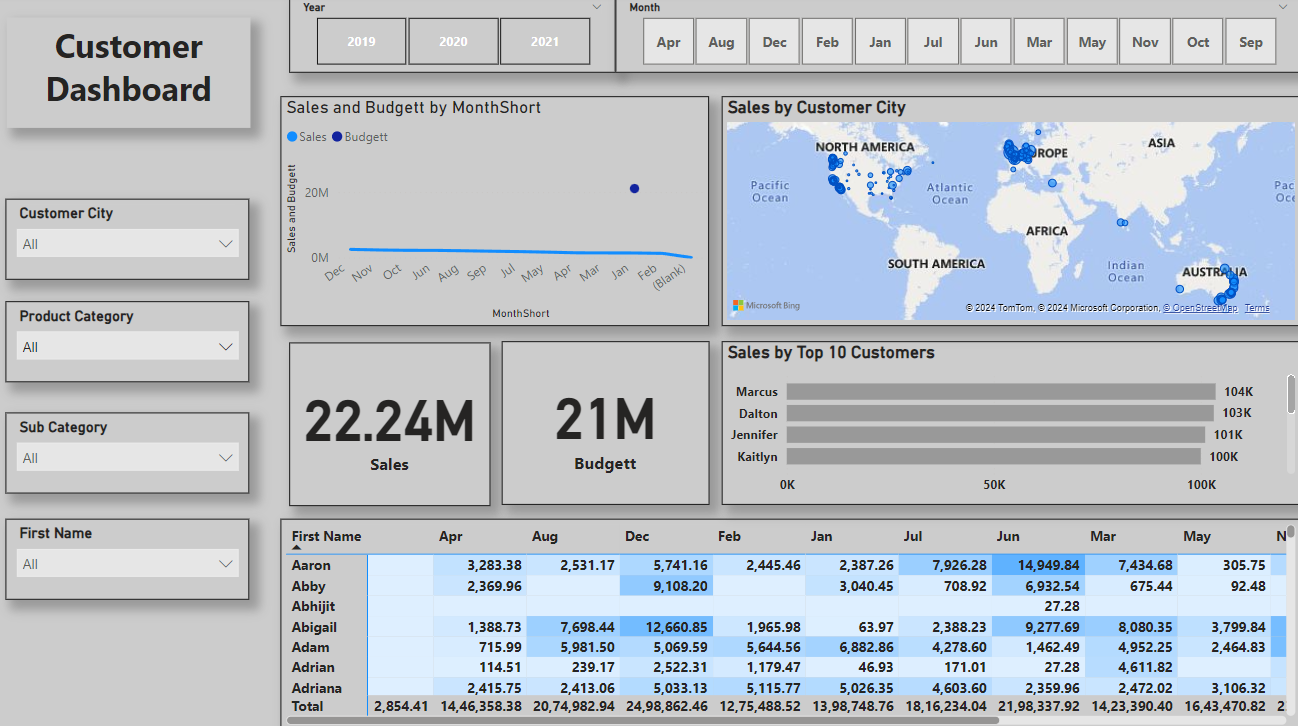 Customer
Dashboard
Year
2019 2020 2021
Month
Apr Aug Dec Feb Jan Jul Jun Mar May Nov Oct Sep
Customer City
All
Product Category
All
Sub Category
All
First Name
All
Sales and Budgett by MonthShort
Sales Budgett
Sales and Budgett
20M
0M
Dec Nov Oct Jun Aug Sep Jul May Apr Mar Jan Feb (Blank)
MonthShort
Sales by Customer City
NORTH AMERICA
ROPE
ASIA
Pacific
Ocean
Atlantic
Ocean
Pac
Oce
AFRICA
SOUTH AMERICA
Indian
Ocean
AUSTRALIA
Microsoft Bing
© 2024 TomTom, © 2024 Microsoft Corporation, © OpenStreetMap Terms
22.24M
Sales
21M
Budgett
Sales by Top 10 Customers
Marcus 104K
Dalton 103K
Jennifer 101K
Kaitlyn 100K
0K 50K 100K
First Name Apr Aug Dec Feb Jan Jul Jun Mar May N
Aaron 3,283.38 2,531.17 5,741.16 2,445.46 2,387.26 7,926.28 14,949.84 7,434.68 305.75
Abby 2,369.96 9,108.20 3,040.45 708.92 6,932.54 675.44 92.48
Abhijit 27.28
Abigail 1,388.73 7,698.44 12,660.85 1,965.98 63.97 2,388.23 9,277.69 8,080.35 3,799.84
Adam 715.99 5,981.50 5,069.59 5,644.56 6,882.86 4,278.60 1,462.49 4,952.25 2,464.83
Adrian 114.51 239.17 2,522.31 1,179.47 46.93 171.01 27.28 4,611.82
Adriana 2,415.75 2,413.06 5,033.13 5,115.77 5,026.35 4,603.60 2,359.96 2,472.02 3,106.32
Total 2,854.41 14,46,358.38 20,74,982.94 24,98,862.46 12,75,488.52 13,98,748.76 18,16,234.04 21,98,337.92 14,23,390.40 16,43,470.82 2